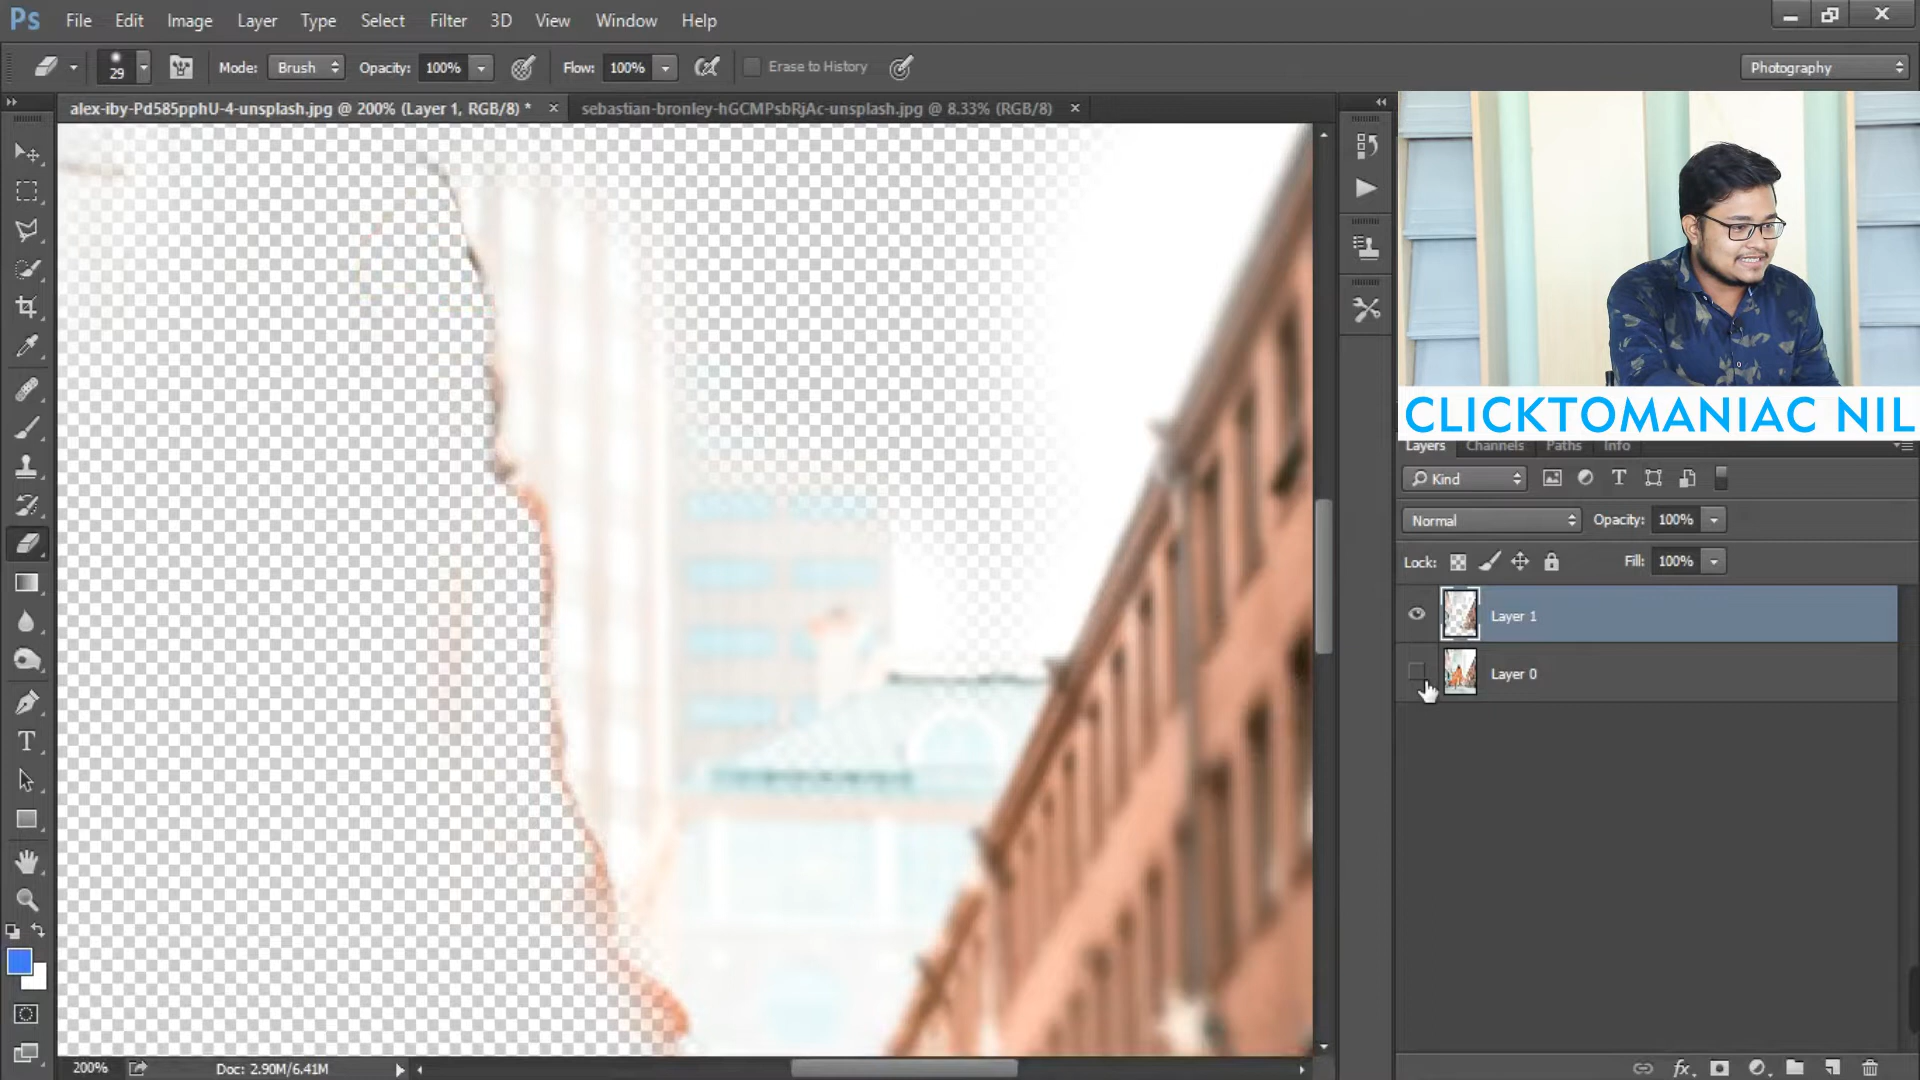 Ps File Edit Image Layer Type Select Filter 3D View Window Help
29 Mode: Brush Opacity: 100% Flow: 100% Erase to History Photography
alex-iby-Pd585pphU-4-unsplash.jpg @ 200% (Layer 1, RGB/8) * × sebastian-bronley-hGCMPsbRjAc-unsplash.jpg @ 8.33% (RGB/8) ×
CLICKTOMANIAC NIL
Layers Channels Paths Info
Kind
Normal Opacity: 100%
Lock: Fill: 100%
Layer 1
Layer 0
200% Doc: 2.90M/6.41M